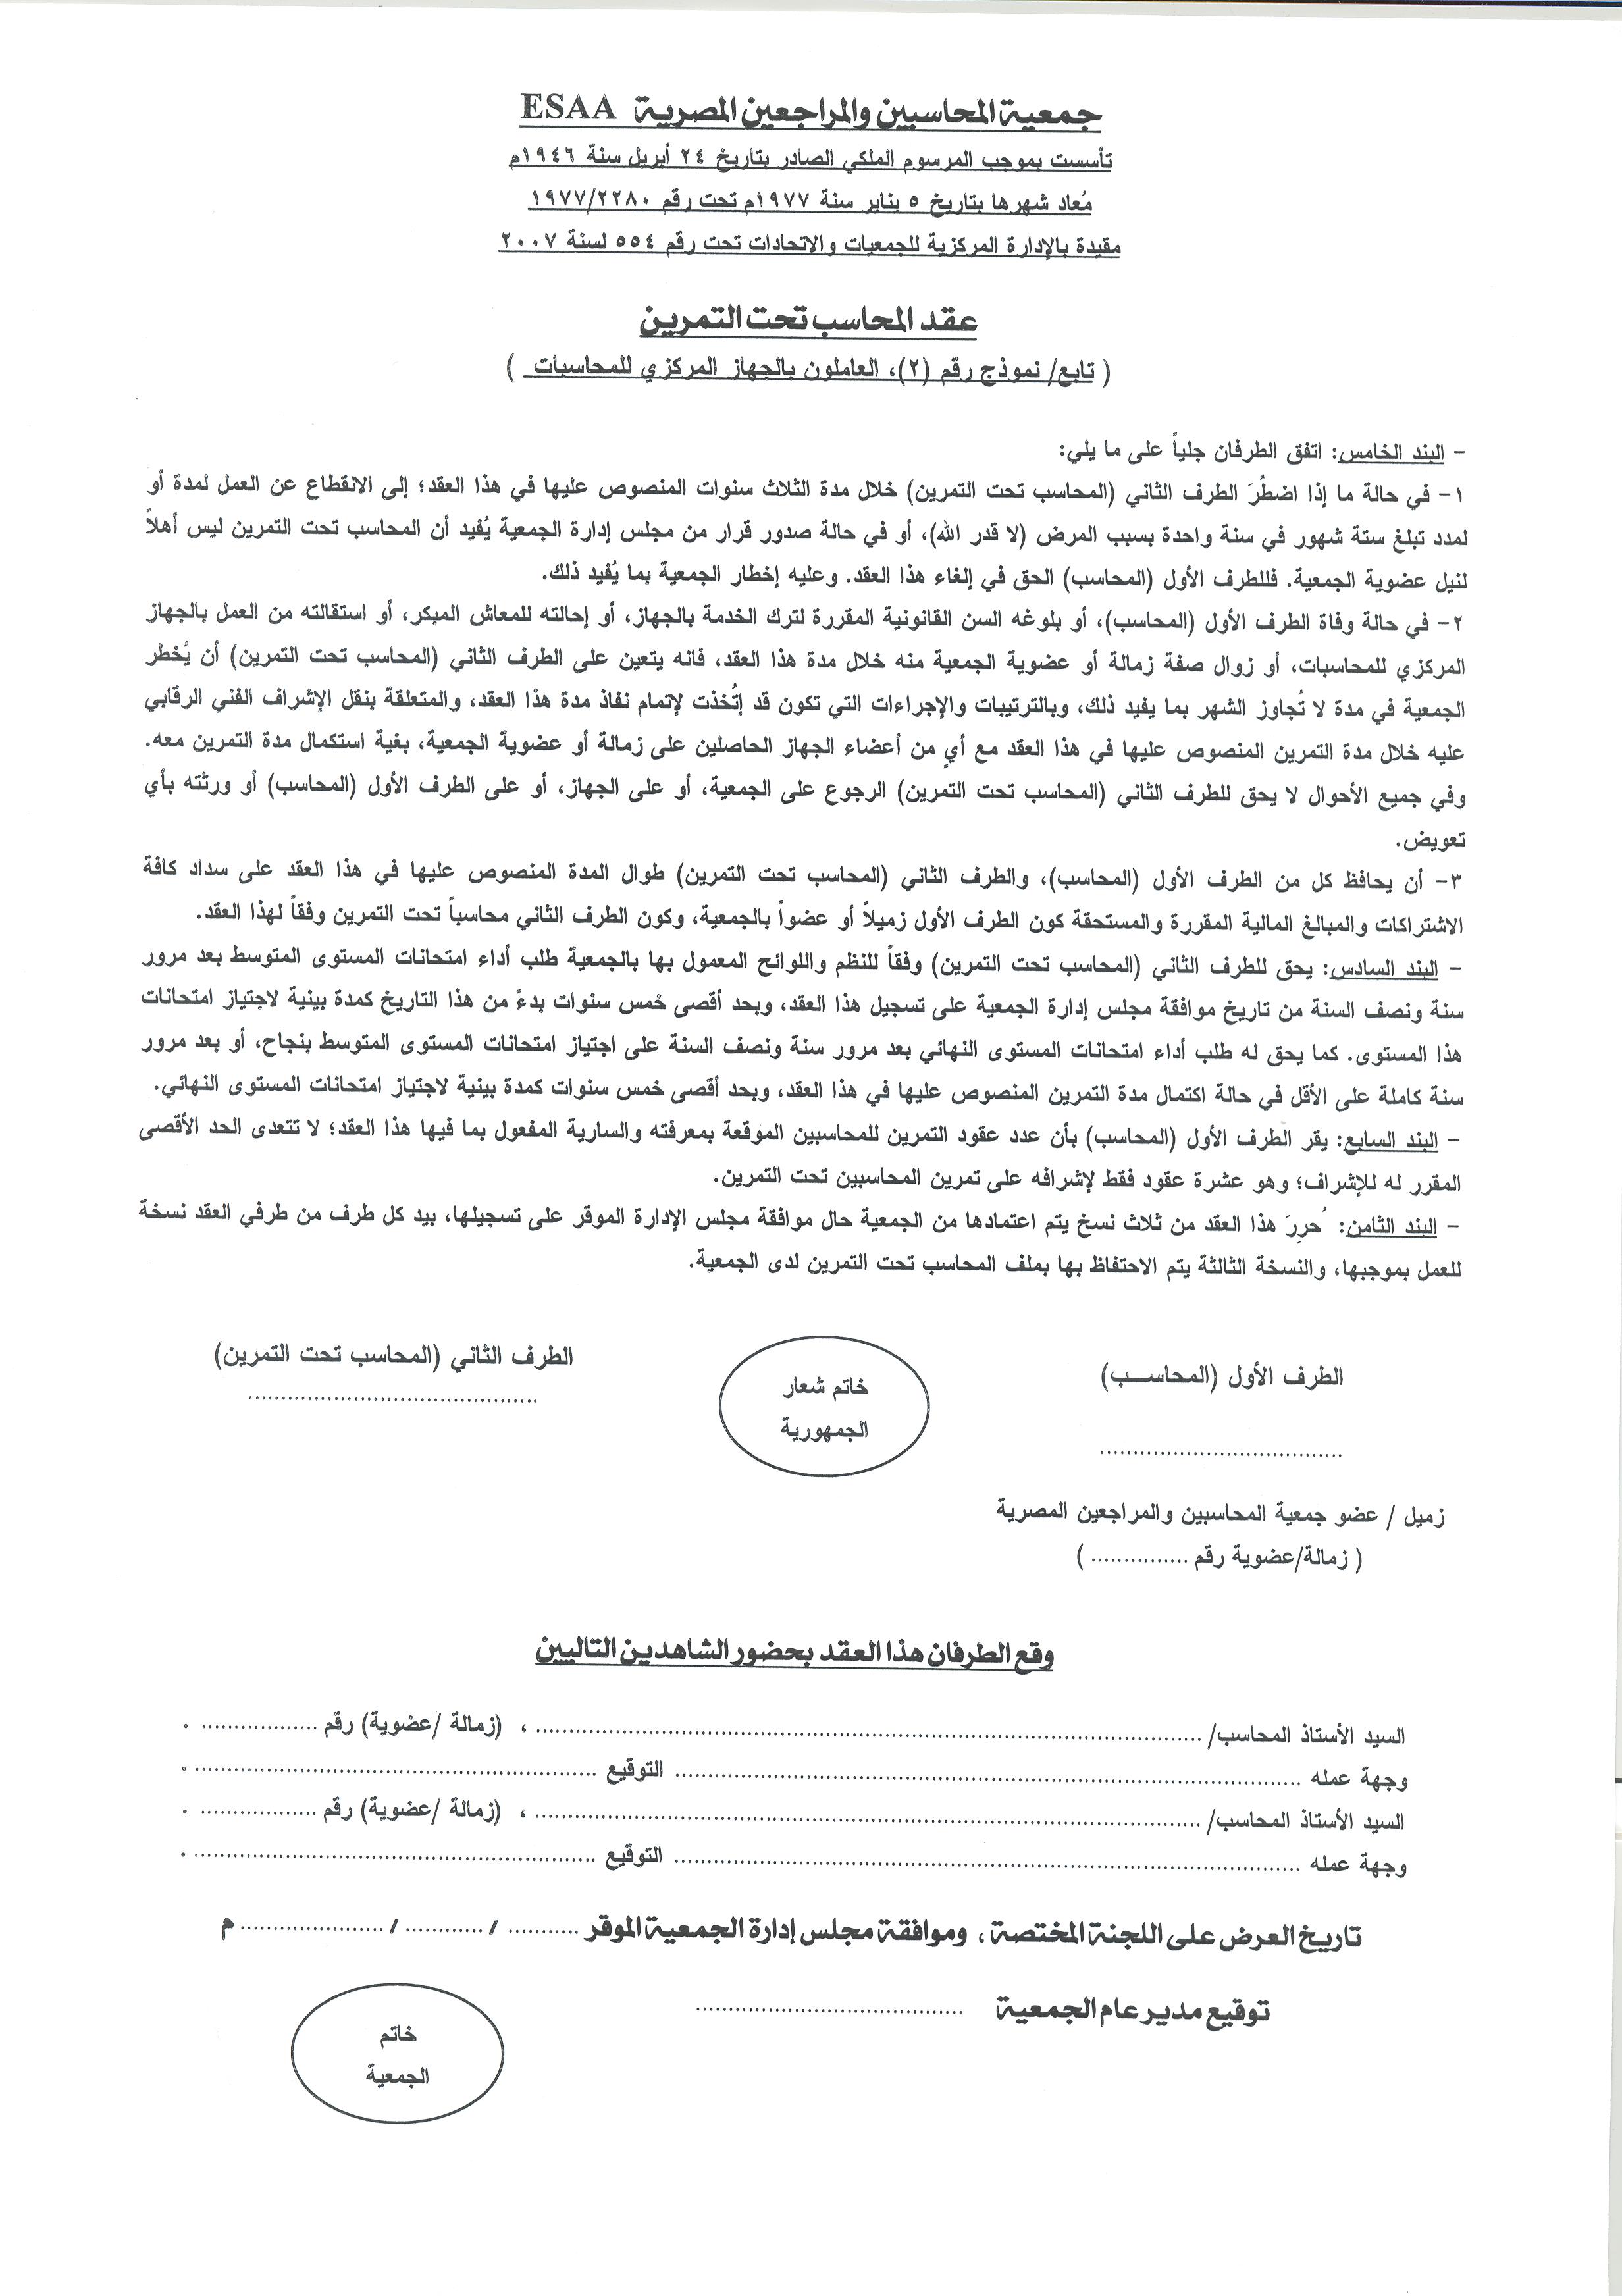 جمعية المحاسبين والمراجعين المصرية ESAA
تأسست بموجب المرسوم الملكي الصادر بتاريخ ٢٤ أبريل سنة ١٩٤٦م
مُعاد شهرها بتاريخ ٥ يناير سنة ١٩٧٧م تحت رقم ١٩٧٧/٢٢٨٠
مقيدة بالإدارة المركزية للجمعيات والاتحادات تحت رقم ٥٥٤ لسنة ٢٠٠٧
عقد المحاسب تحت التمرين
( تابع/ نموذج رقم (٢)، العاملون بالجهاز المركزي للمحاسبات )
- البند الخامس: اتفق الطرفان جلياً على ما يلي:
١- في حالة ما إذا اضطُرَ الطرف الثاني (المحاسب تحت التمرين) خلال مدة الثلاث سنوات المنصوص عليها في هذا العقد؛ إلى الانقطاع عن العمل لمدة أو
لمدد تبلغ ستة شهور في سنة واحدة بسبب المرض (لا قدر الله)، أو في حالة صدور قرار من مجلس إدارة الجمعية يُفيد أن المحاسب تحت التمرين ليس أهلاً
لنيل عضوية الجمعية. فللطرف الأول (المحاسب) الحق في إلغاء هذا العقد. وعليه إخطار الجمعية بما يُفيد ذلك.
٢- في حالة وفاة الطرف الأول (المحاسب)، أو بلوغه السن القانونية المقررة لترك الخدمة بالجهاز، أو إحالته للمعاش المبكر، أو استقالته من العمل بالجهاز
المركزي للمحاسبات، أو زوال صفة زمالة أو عضوية الجمعية منه خلال مدة هذا العقد، فانه يتعين على الطرف الثاني (المحاسب تحت التمرين) أن يُخطر
الجمعية في مدة لا تُجاوز الشهر بما يفيد ذلك، وبالترتيبات والإجراءات التي تكون قد إتُخذت لإتمام نفاذ مدة هذا العقد، والمتعلقة بنقل الإشراف الفني الرقابي
عليه خلال مدة التمرين المنصوص عليها في هذا العقد مع أيٍ من أعضاء الجهاز الحاصلين على زمالة أو عضوية الجمعية، بغية استكمال مدة التمرين معه.
وفي جميع الأحوال لا يحق للطرف الثاني (المحاسب تحت التمرين) الرجوع على الجمعية، أو على الجهاز، أو على الطرف الأول (المحاسب) أو ورثته بأي
تعويض.
٣- أن يحافظ كل من الطرف الأول (المحاسب)، والطرف الثاني (المحاسب تحت التمرين) طوال المدة المنصوص عليها في هذا العقد على سداد كافة
الاشتراكات والمبالغ المالية المقررة والمستحقة كون الطرف الأول زميلاً أو عضواً بالجمعية، وكون الطرف الثاني محاسباً تحت التمرين وفقاً لهذا العقد.
- البند السادس: يحق للطرف الثاني (المحاسب تحت التمرين) وفقاً للنظم واللوائح المعمول بها بالجمعية طلب أداء امتحانات المستوى المتوسط بعد مرور
سنة ونصف السنة من تاريخ موافقة مجلس إدارة الجمعية على تسجيل هذا العقد، وبحد أقصى خمس سنوات بدءً من هذا التاريخ كمدة بينية لاجتياز امتحانات
هذا المستوى. كما يحق له طلب أداء امتحانات المستوى النهائي بعد مرور سنة ونصف السنة على اجتياز امتحانات المستوى المتوسط بنجاح، أو بعد مرور
سنة كاملة على الأقل في حالة اكتمال مدة التمرين المنصوص عليها في هذا العقد، وبحد أقصى خمس سنوات كمدة بينية لاجتياز امتحانات المستوى النهائي.
- البند السابع: يقر الطرف الأول (المحاسب) بأن عدد عقود التمرين للمحاسبين الموقعة بمعرفته والسارية المفعول بما فيها هذا العقد؛ لا تتعدى الحد الأقصى
المقرر له للإشراف؛ وهو عشرة عقود فقط لإشرافه على تمرين المحاسبين تحت التمرين.
- البند الثامن: حُررَ هذا العقد من ثلاث نسخ يتم اعتمادها من الجمعية حال موافقة مجلس الإدارة الموقر على تسجيلها، بيد كل طرف من طرفي العقد نسخة
للعمل بموجبها، والنسخة الثالثة يتم الاحتفاظ بها بملف المحاسب تحت التمرين لدى الجمعية.
الطرف الأول (المحاســب)
خاتم شعار
الجمهورية
الطرف الثاني (المحاسب تحت التمرين)
......................................
......................................
زميل / عضو جمعية المحاسبين والمراجعين المصرية
( زمالة/عضوية رقم ............... )
وقع الطرفان هذا العقد بحضور الشاهدين التاليين
السيد الأستاذ المحاسب/ .................................................. ، (زمالة /عضوية) رقم .................. .
وجهة عمله .................................................. التوقيع .................................................. .
السيد الأستاذ المحاسب/ .................................................. ، (زمالة /عضوية) رقم .................. .
وجهة عمله .................................................. التوقيع .................................................. .
تاريخ العرض على اللجنة المختصة ، وموافقة مجلس إدارة الجمعية الموقر ........... / ............ / ...................... م
توقيع مدير عام الجمعية ........................................
خاتم
الجمعية